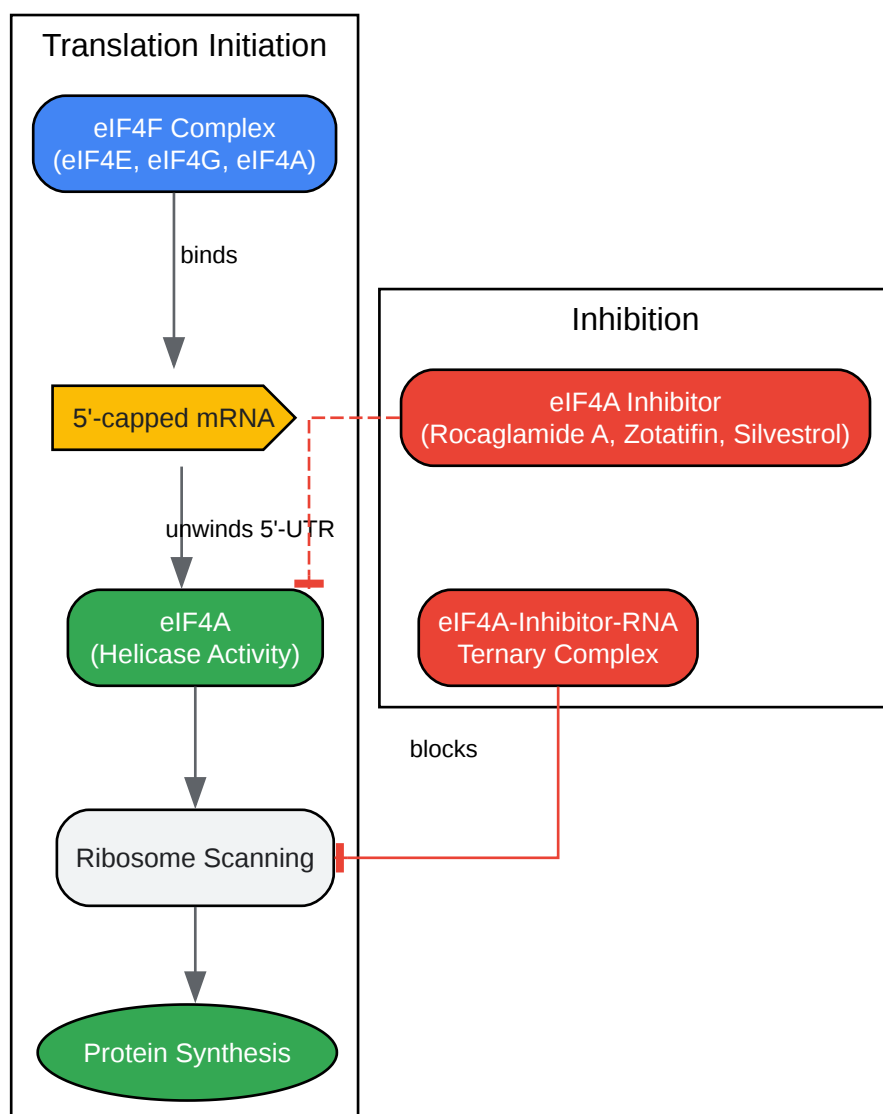 Translation Initiation
eIF4F Complex
(eIF4E, eIF4G, eIF4A)
binds
5'-capped mRNA
unwinds 5'-UTR
eIF4A
(Helicase Activity)
Ribosome Scanning
Protein Synthesis
Inhibition
eIF4A Inhibitor
(Rocaglamide A, Zotatifin, Silvestrol)
eIF4A-Inhibitor-RNA
Ternary Complex
blocks